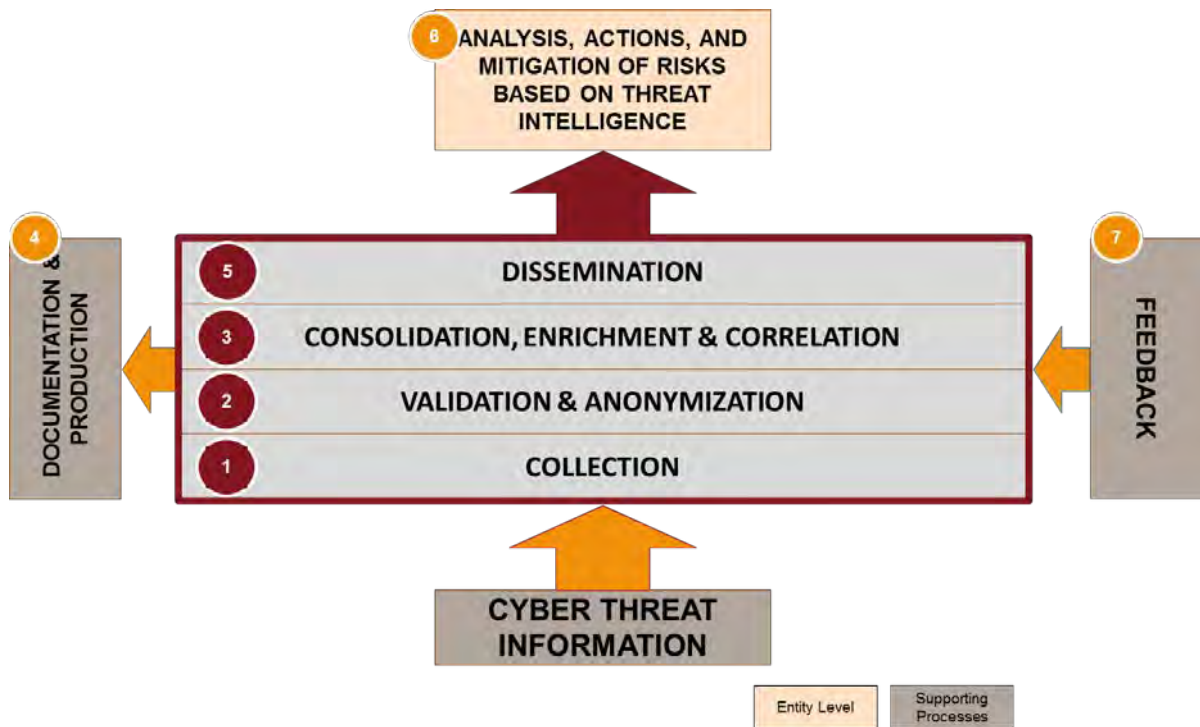 6
ANALYSIS, ACTIONS, AND
MITIGATION OF RISKS
BASED ON THREAT
INTELLIGENCE
4
DOCUMENTATION &
PRODUCTION
5
DISSEMINATION
3
CONSOLIDATION, ENRICHMENT & CORRELATION
2
VALIDATION & ANONYMIZATION
1
COLLECTION
7
FEEDBACK
CYBER THREAT
INFORMATION
Entity Level
Supporting
Processes